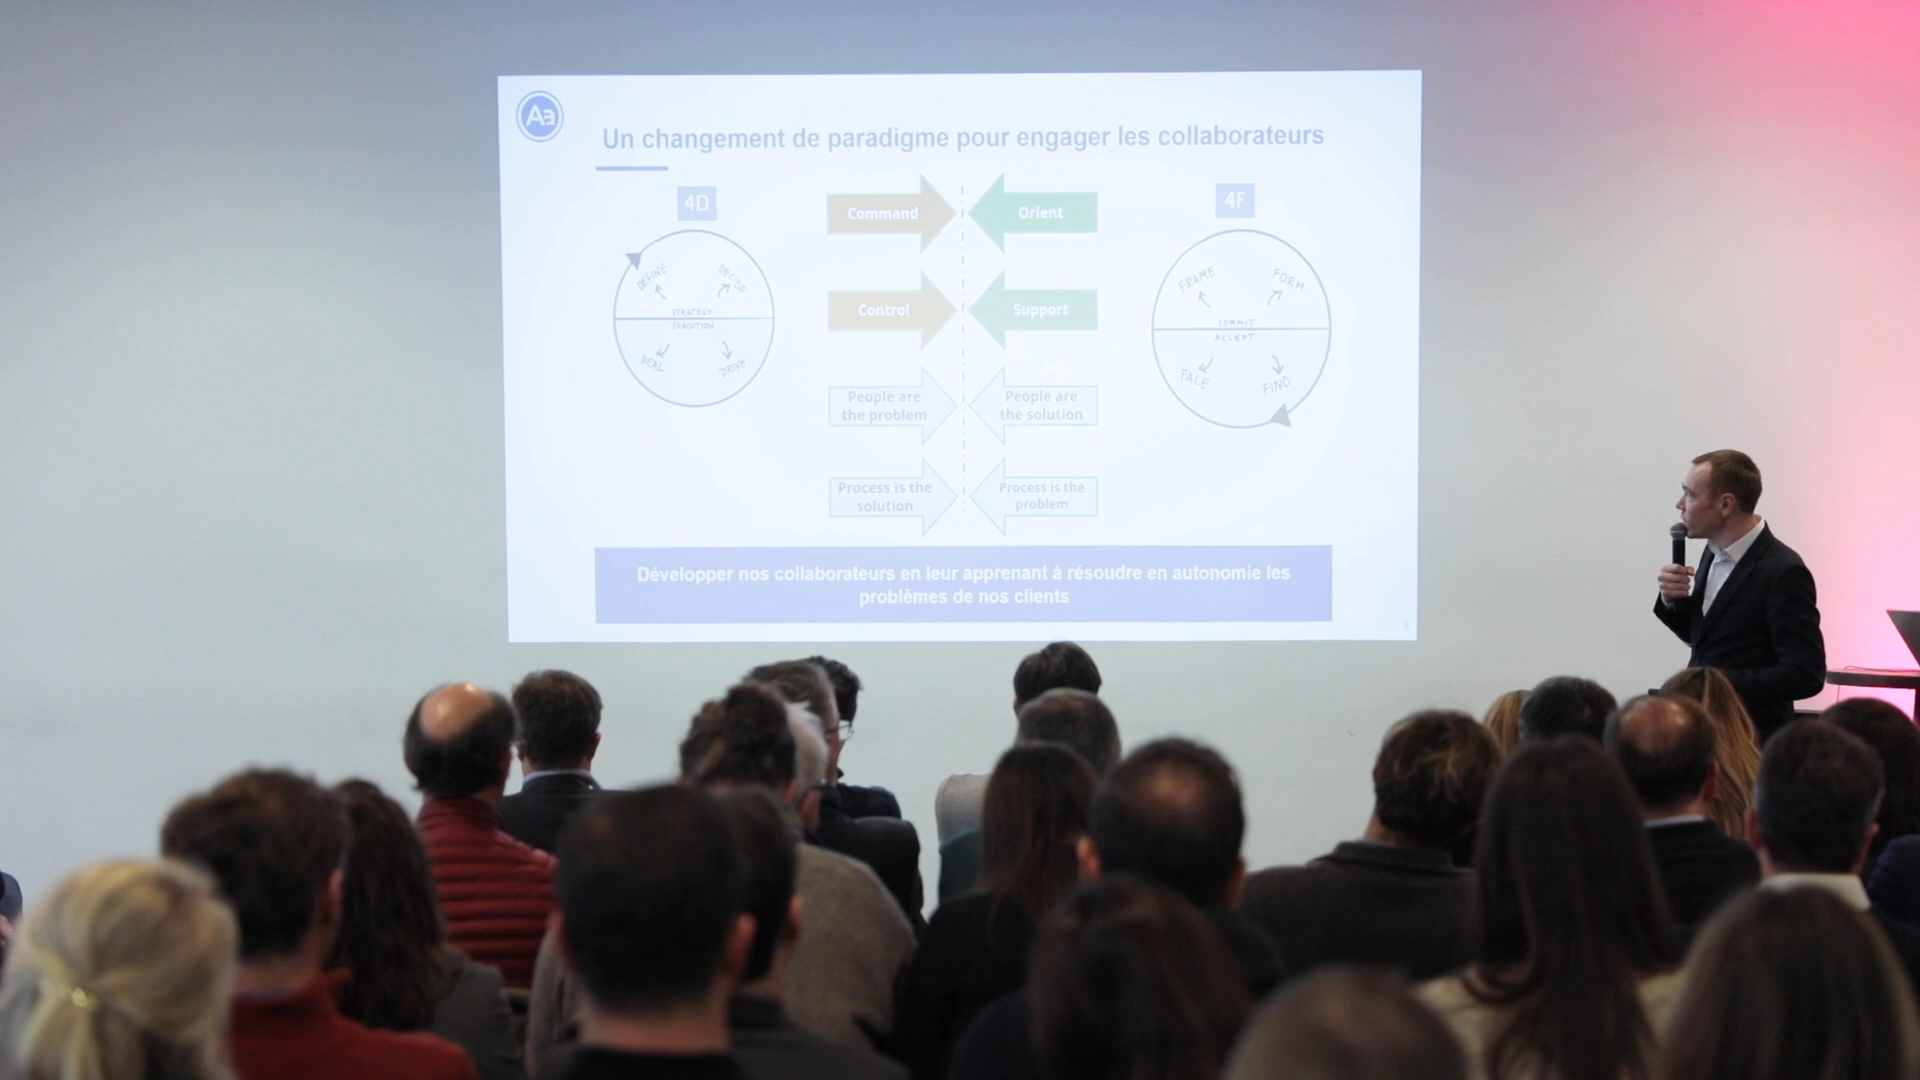 Aa
Un changement de paradigme pour engager les collaborateurs
4D
DEFINE
DECIDE
STRATEGY
EXECUTION
DEAL
DRIVE
Command
Orient
Control
Support
People are
the problem
People are
the solution
Process is the
solution
Process is the
problem
4F
FRAME
FORM
COMMIT
ACCEPT
FACE
FIND
Développer nos collaborateurs en leur apprenant à résoudre en autonomie les
problèmes de nos clients
6